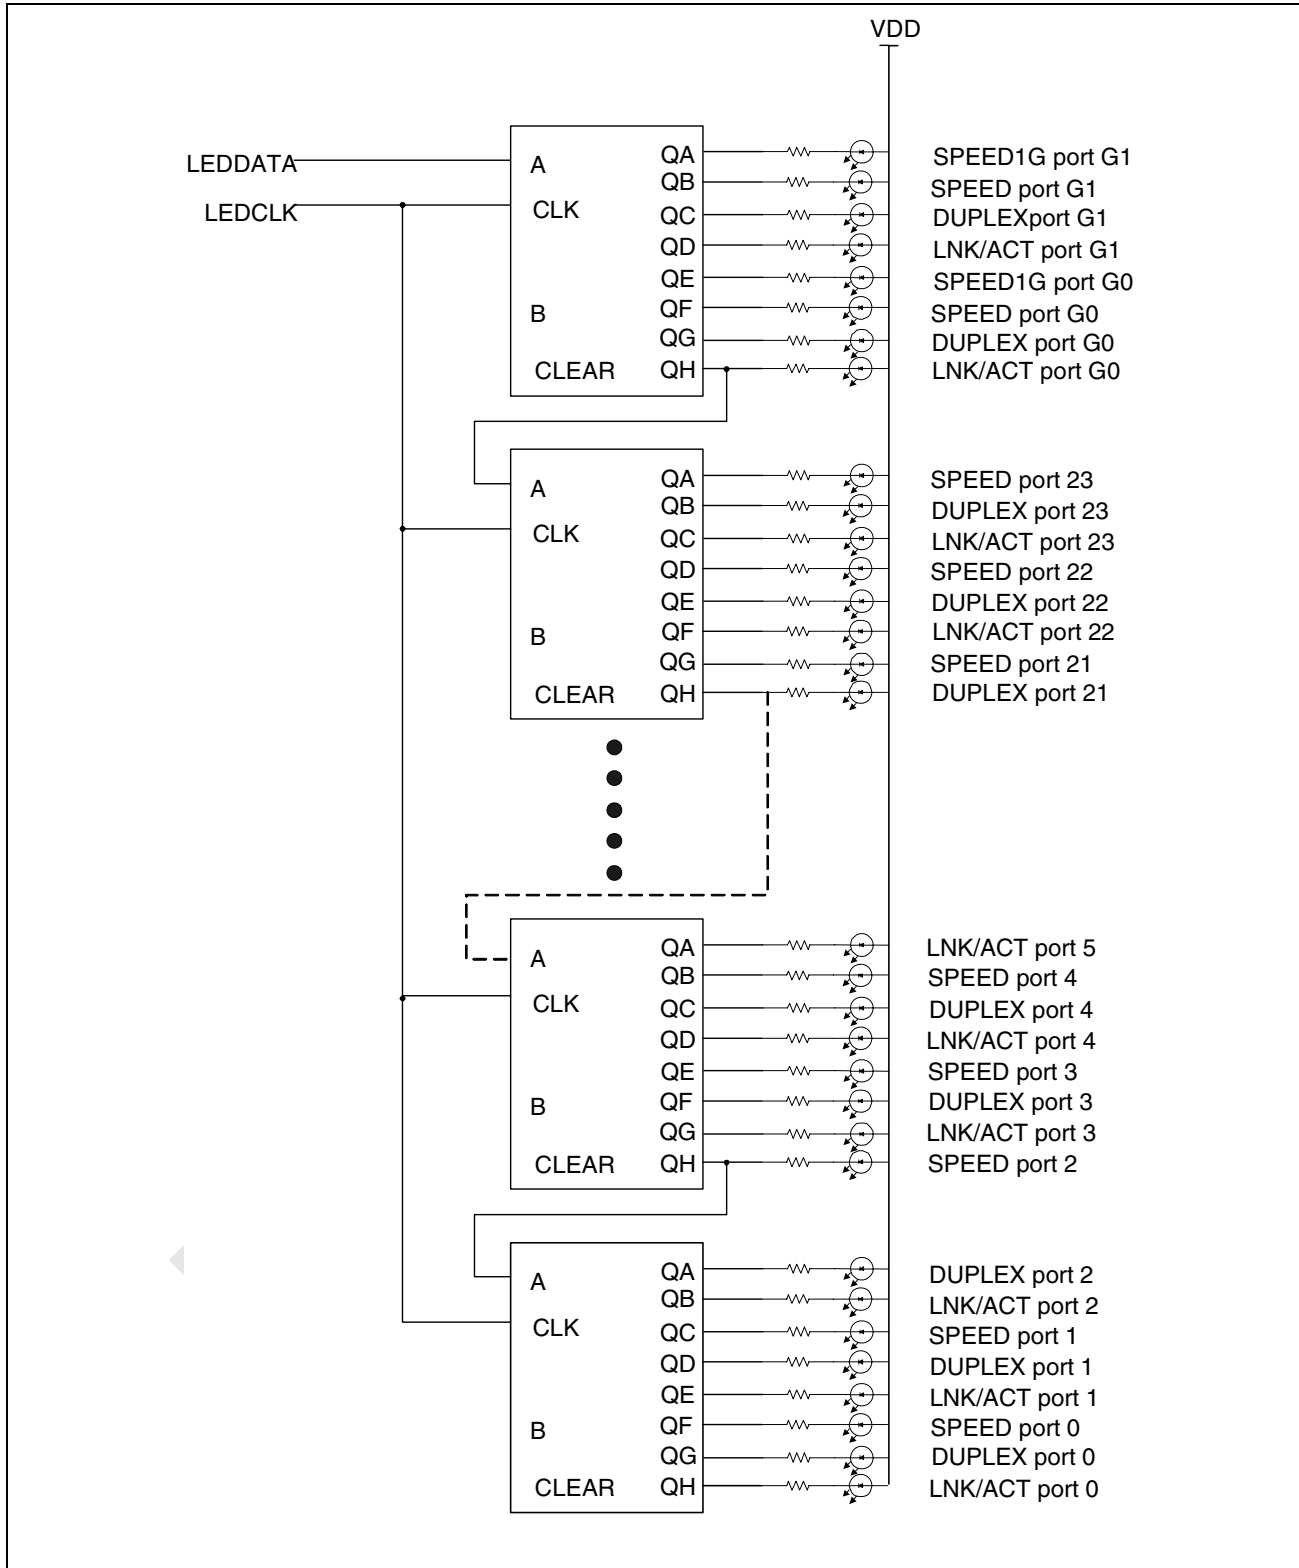 VDD
LEDDATA
LEDCLK
A
CLK
B
CLEAR
QA
QB
QC
QD
QE
QF
QG
QH
SPEED1G port G1
SPEED port G1
DUPLEXport G1
LNK/ACT port G1
SPEED1G port G0
SPEED port G0
DUPLEX port G0
LNK/ACT port G0
A
CLK
B
CLEAR
QA
QB
QC
QD
QE
QF
QG
QH
SPEED port 23
DUPLEX port 23
LNK/ACT port 23
SPEED port 22
DUPLEX port 22
LNK/ACT port 22
SPEED port 21
DUPLEX port 21
A
CLK
B
CLEAR
QA
QB
QC
QD
QE
QF
QG
QH
LNK/ACT port 5
SPEED port 4
DUPLEX port 4
LNK/ACT port 4
SPEED port 3
DUPLEX port 3
LNK/ACT port 3
SPEED port 2
A
CLK
B
CLEAR
QA
QB
QC
QD
QE
QF
QG
QH
DUPLEX port 2
LNK/ACT port 2
SPEED port 1
DUPLEX port 1
LNK/ACT port 1
SPEED port 0
DUPLEX port 0
LNK/ACT port 0